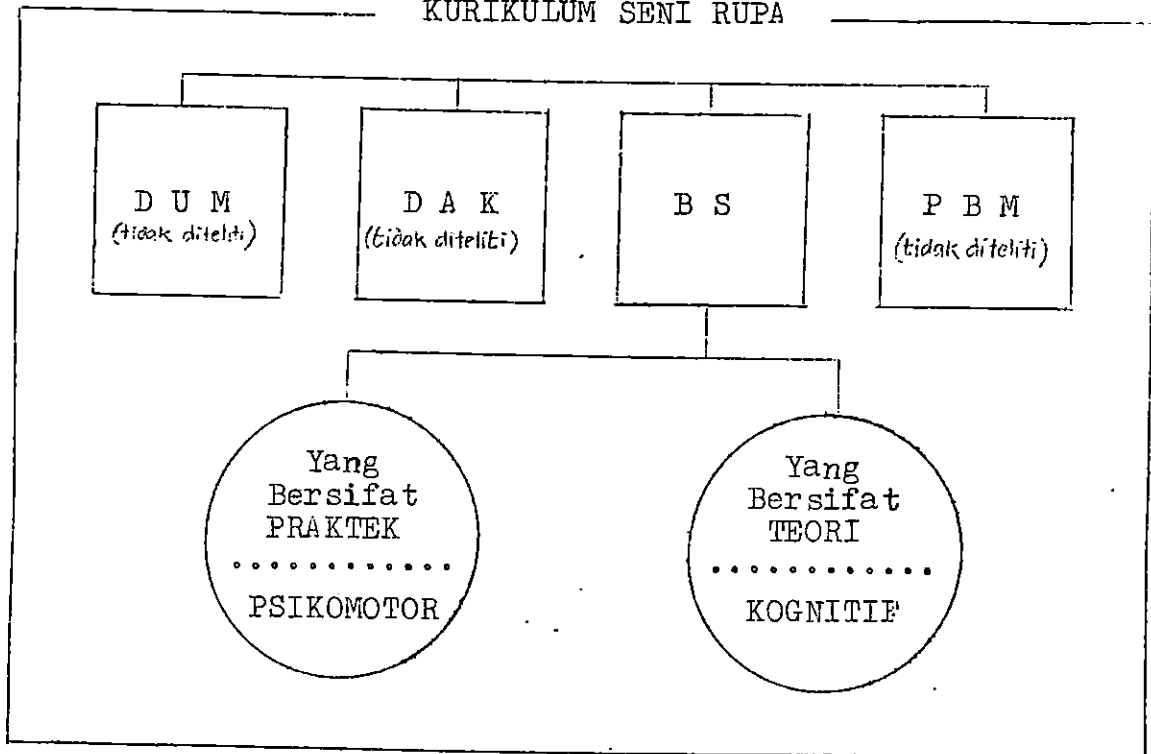 KURIKULUM SENI RUPA
D U M
(tidak diteliti)
D A K
(tidak diteliti)
B S
P B M
(tidak diteliti)
Yang
Bersifat
PRAKTEK
............
PSIKOMOTOR
Yang
Bersifat
TEORI
............
KOGNITIF